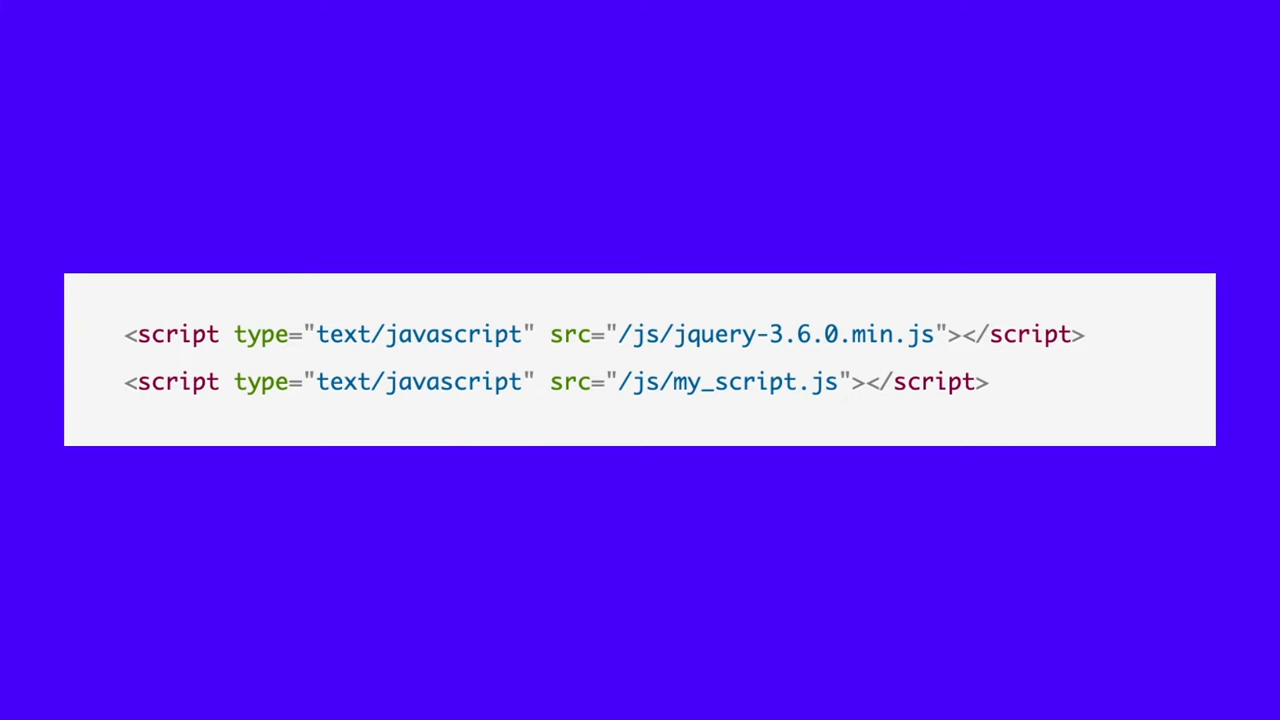 <script type="text/javascript" src="/js/jquery-3.6.0.min.js"></script>
<script type="text/javascript" src="/js/my_script.js"></script>